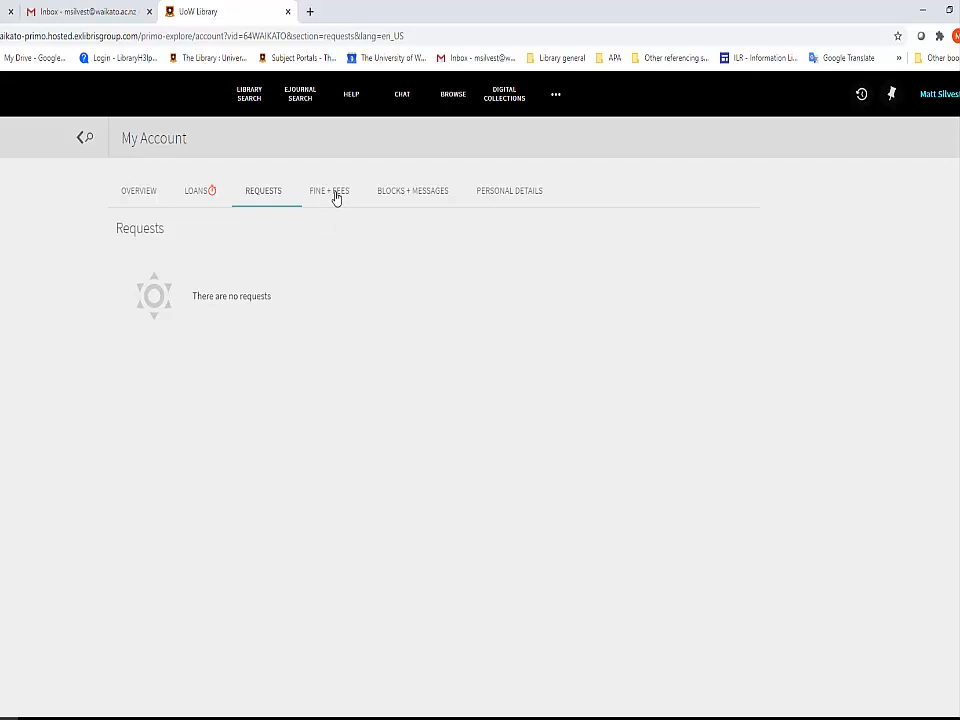 Inbox - msilvest@waikato.ac.nz
UoW Library
aikato-primo.hosted.exlibrisgroup.com/primo-explore/account?vid=64WAIKATO&section=requests&lang=en_US
My Drive - Google... Login - LibraryH3lp... The Library : Univer... Subject Portals - Th... The University of W... Inbox - msilvest@w... Library general APA Other referencing s... ILR - Information Li... Google Translate » Other boo
LIBRARY SEARCH
EJOURNAL SEARCH
HELP
CHAT
BROWSE
DIGITAL COLLECTIONS
Matt Silves
My Account
OVERVIEW LOANS REQUESTS FINE + FEES BLOCKS + MESSAGES PERSONAL DETAILS
Requests
There are no requests